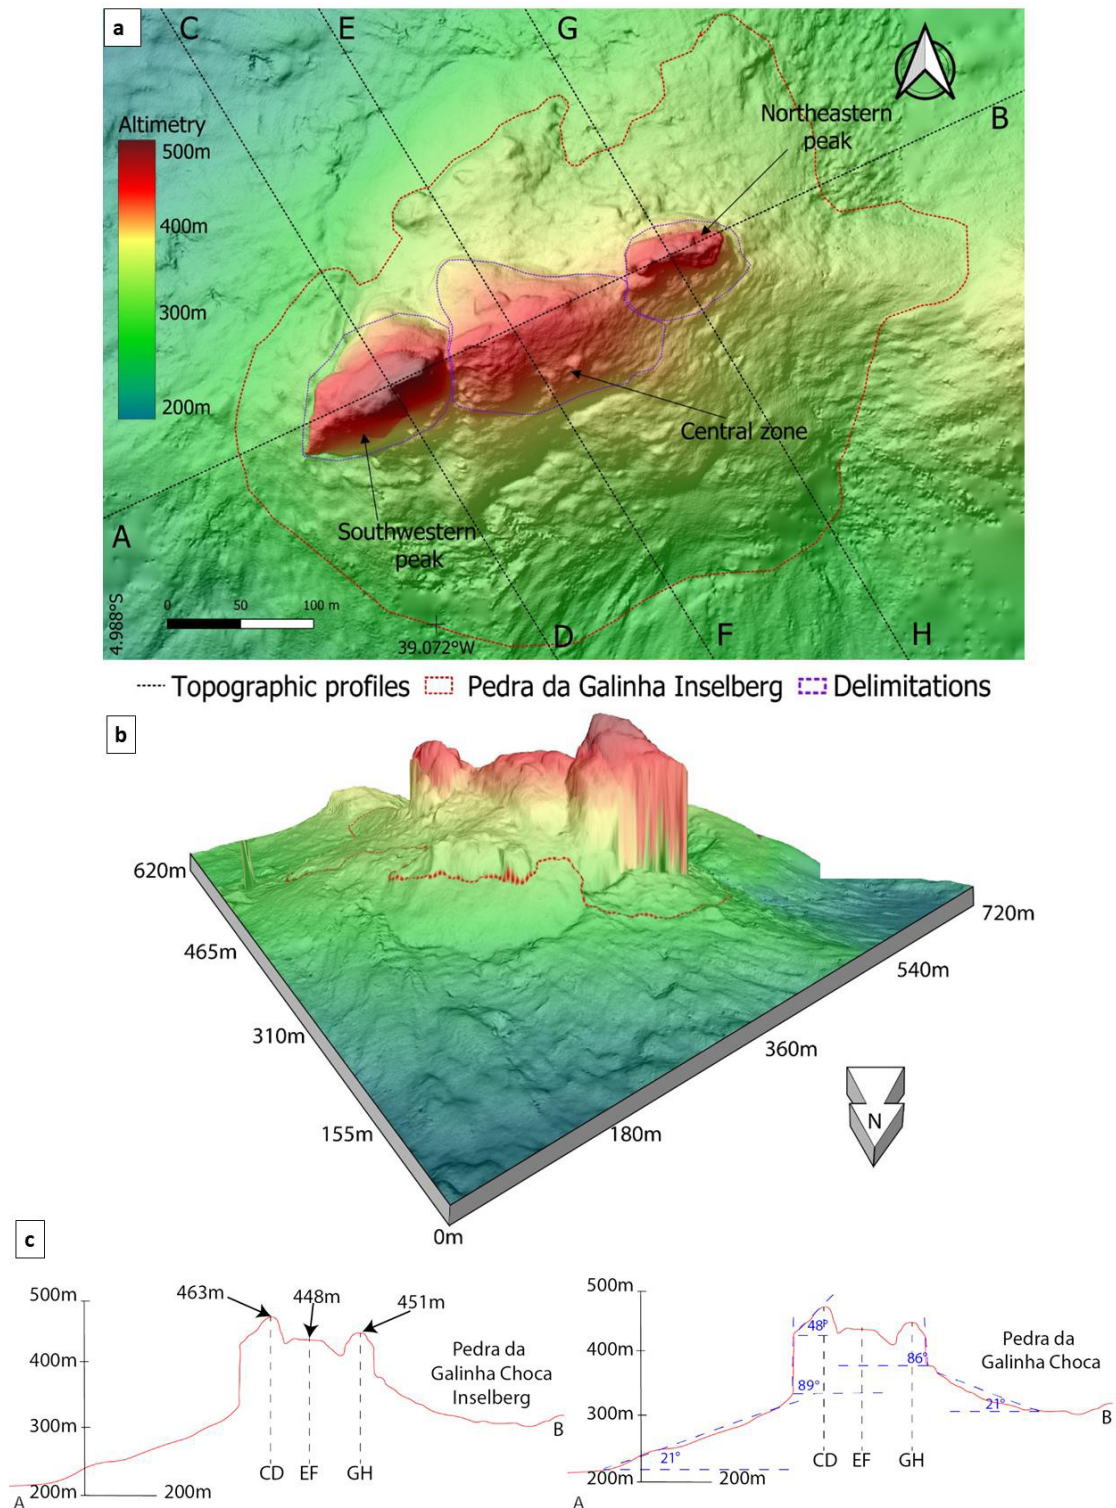 a
C
E
G
B
Altimetry
500m
400m
300m
200m
Northeastern
peak
Central zone
Southwestern
peak
A
D
F
H
0 50 100 m
4.988°S
39.072°W
Topographic profiles Pedra da Galinha Inselberg Delimitations
b
620m
465m
310m
155m
0m
180m
360m
540m
720m
N
c
500m
400m
300m
200m
463m
448m
451m
Pedra da
Galinha Choca
Inselberg
B
CD EF GH
200m
A
500m
400m
300m
200m
48°
86°
89°
21°
21°
Pedra da
Galinha Choca
B
CD EF GH
200m
A